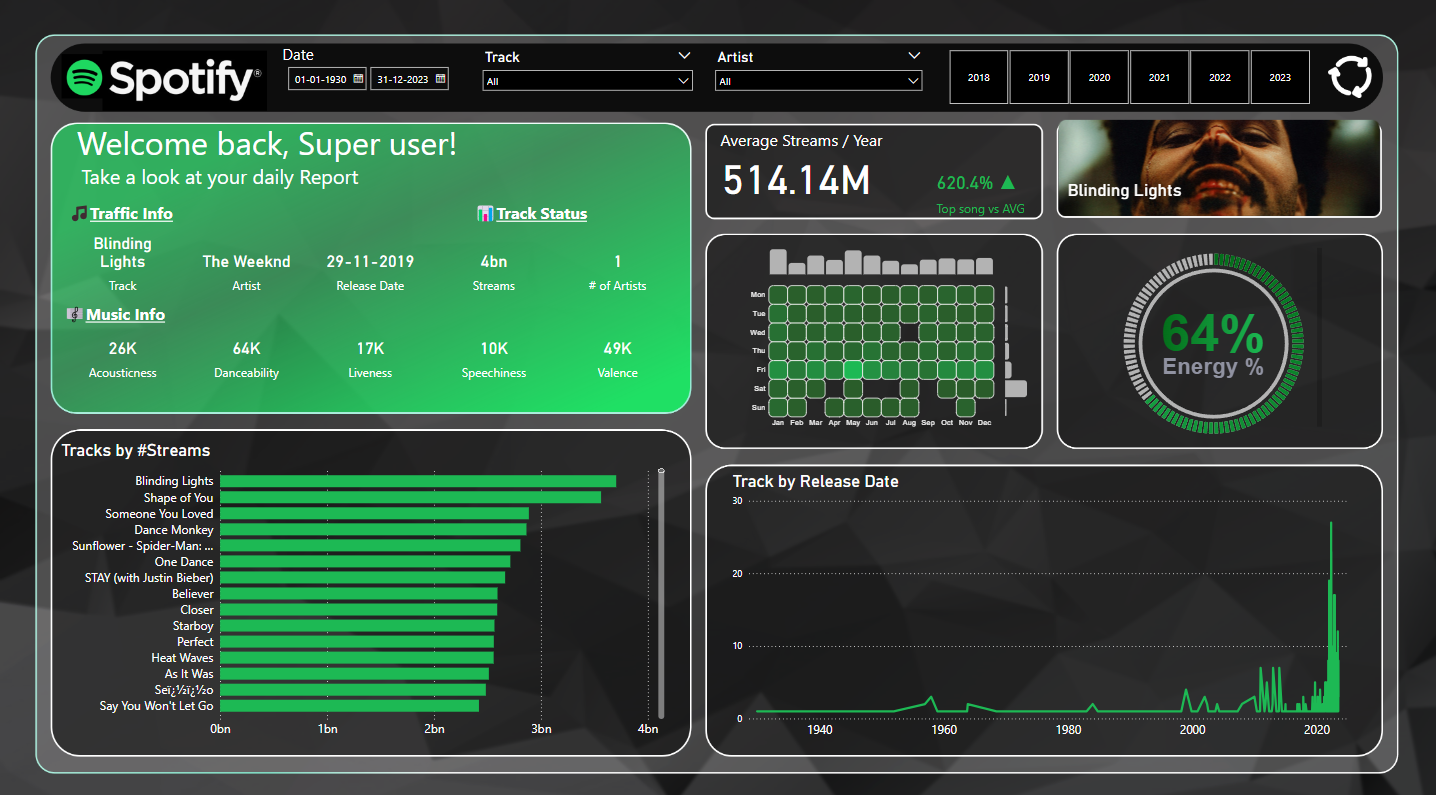 Spotify®
Date
01-01-1930
31-12-2023
Track
All
Artist
All
2018
2019
2020
2021
2022
2023
Welcome back, Super user!
Take a look at your daily Report
Traffic Info
Track Status
Blinding
Lights
Track
The Weeknd
Artist
29-11-2019
Release Date
4bn
Streams
1
# of Artists
Music Info
26K
Acousticness
64K
Danceability
17K
Liveness
10K
Speechiness
49K
Valence
Average Streams / Year
514.14M
620.4% ▲
Top song vs AVG
Blinding Lights
Mon
Tue
Wed
Thu
Fri
Sat
Sun
Jan Feb Mar Apr May Jun Jul Aug Sep Oct Nov Dec
64%
Energy %
Tracks by #Streams
Blinding Lights
Shape of You
Someone You Loved
Dance Monkey
Sunflower - Spider-Man: ...
One Dance
STAY (with Justin Bieber)
Believer
Closer
Starboy
Perfect
Heat Waves
As It Was
Seï¿½ï¿½o
Say You Won't Let Go
0bn 1bn 2bn 3bn 4bn
Track by Release Date
30
20
10
0
1940 1960 1980 2000 2020